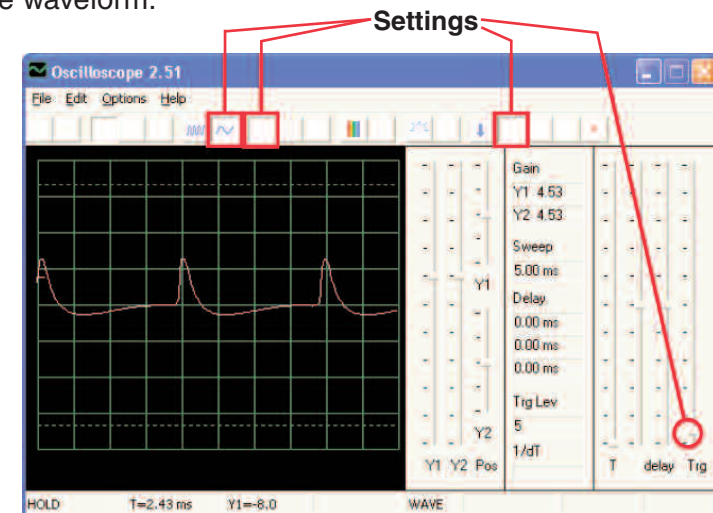 e waveform.
Settings
Oscilloscope 2.51
File Edit Options Help
Gain
Y1 4.53
Y2 4.53
Sweep
5.00 ms
Y1
Delay
0.00 ms
0.00 ms
0.00 ms
Trg Lev
5
Y2
1/dT
Y1 Y2 Pos
T delay Trg
HOLD T=2.43 ms Y1=-8.0 WAVE